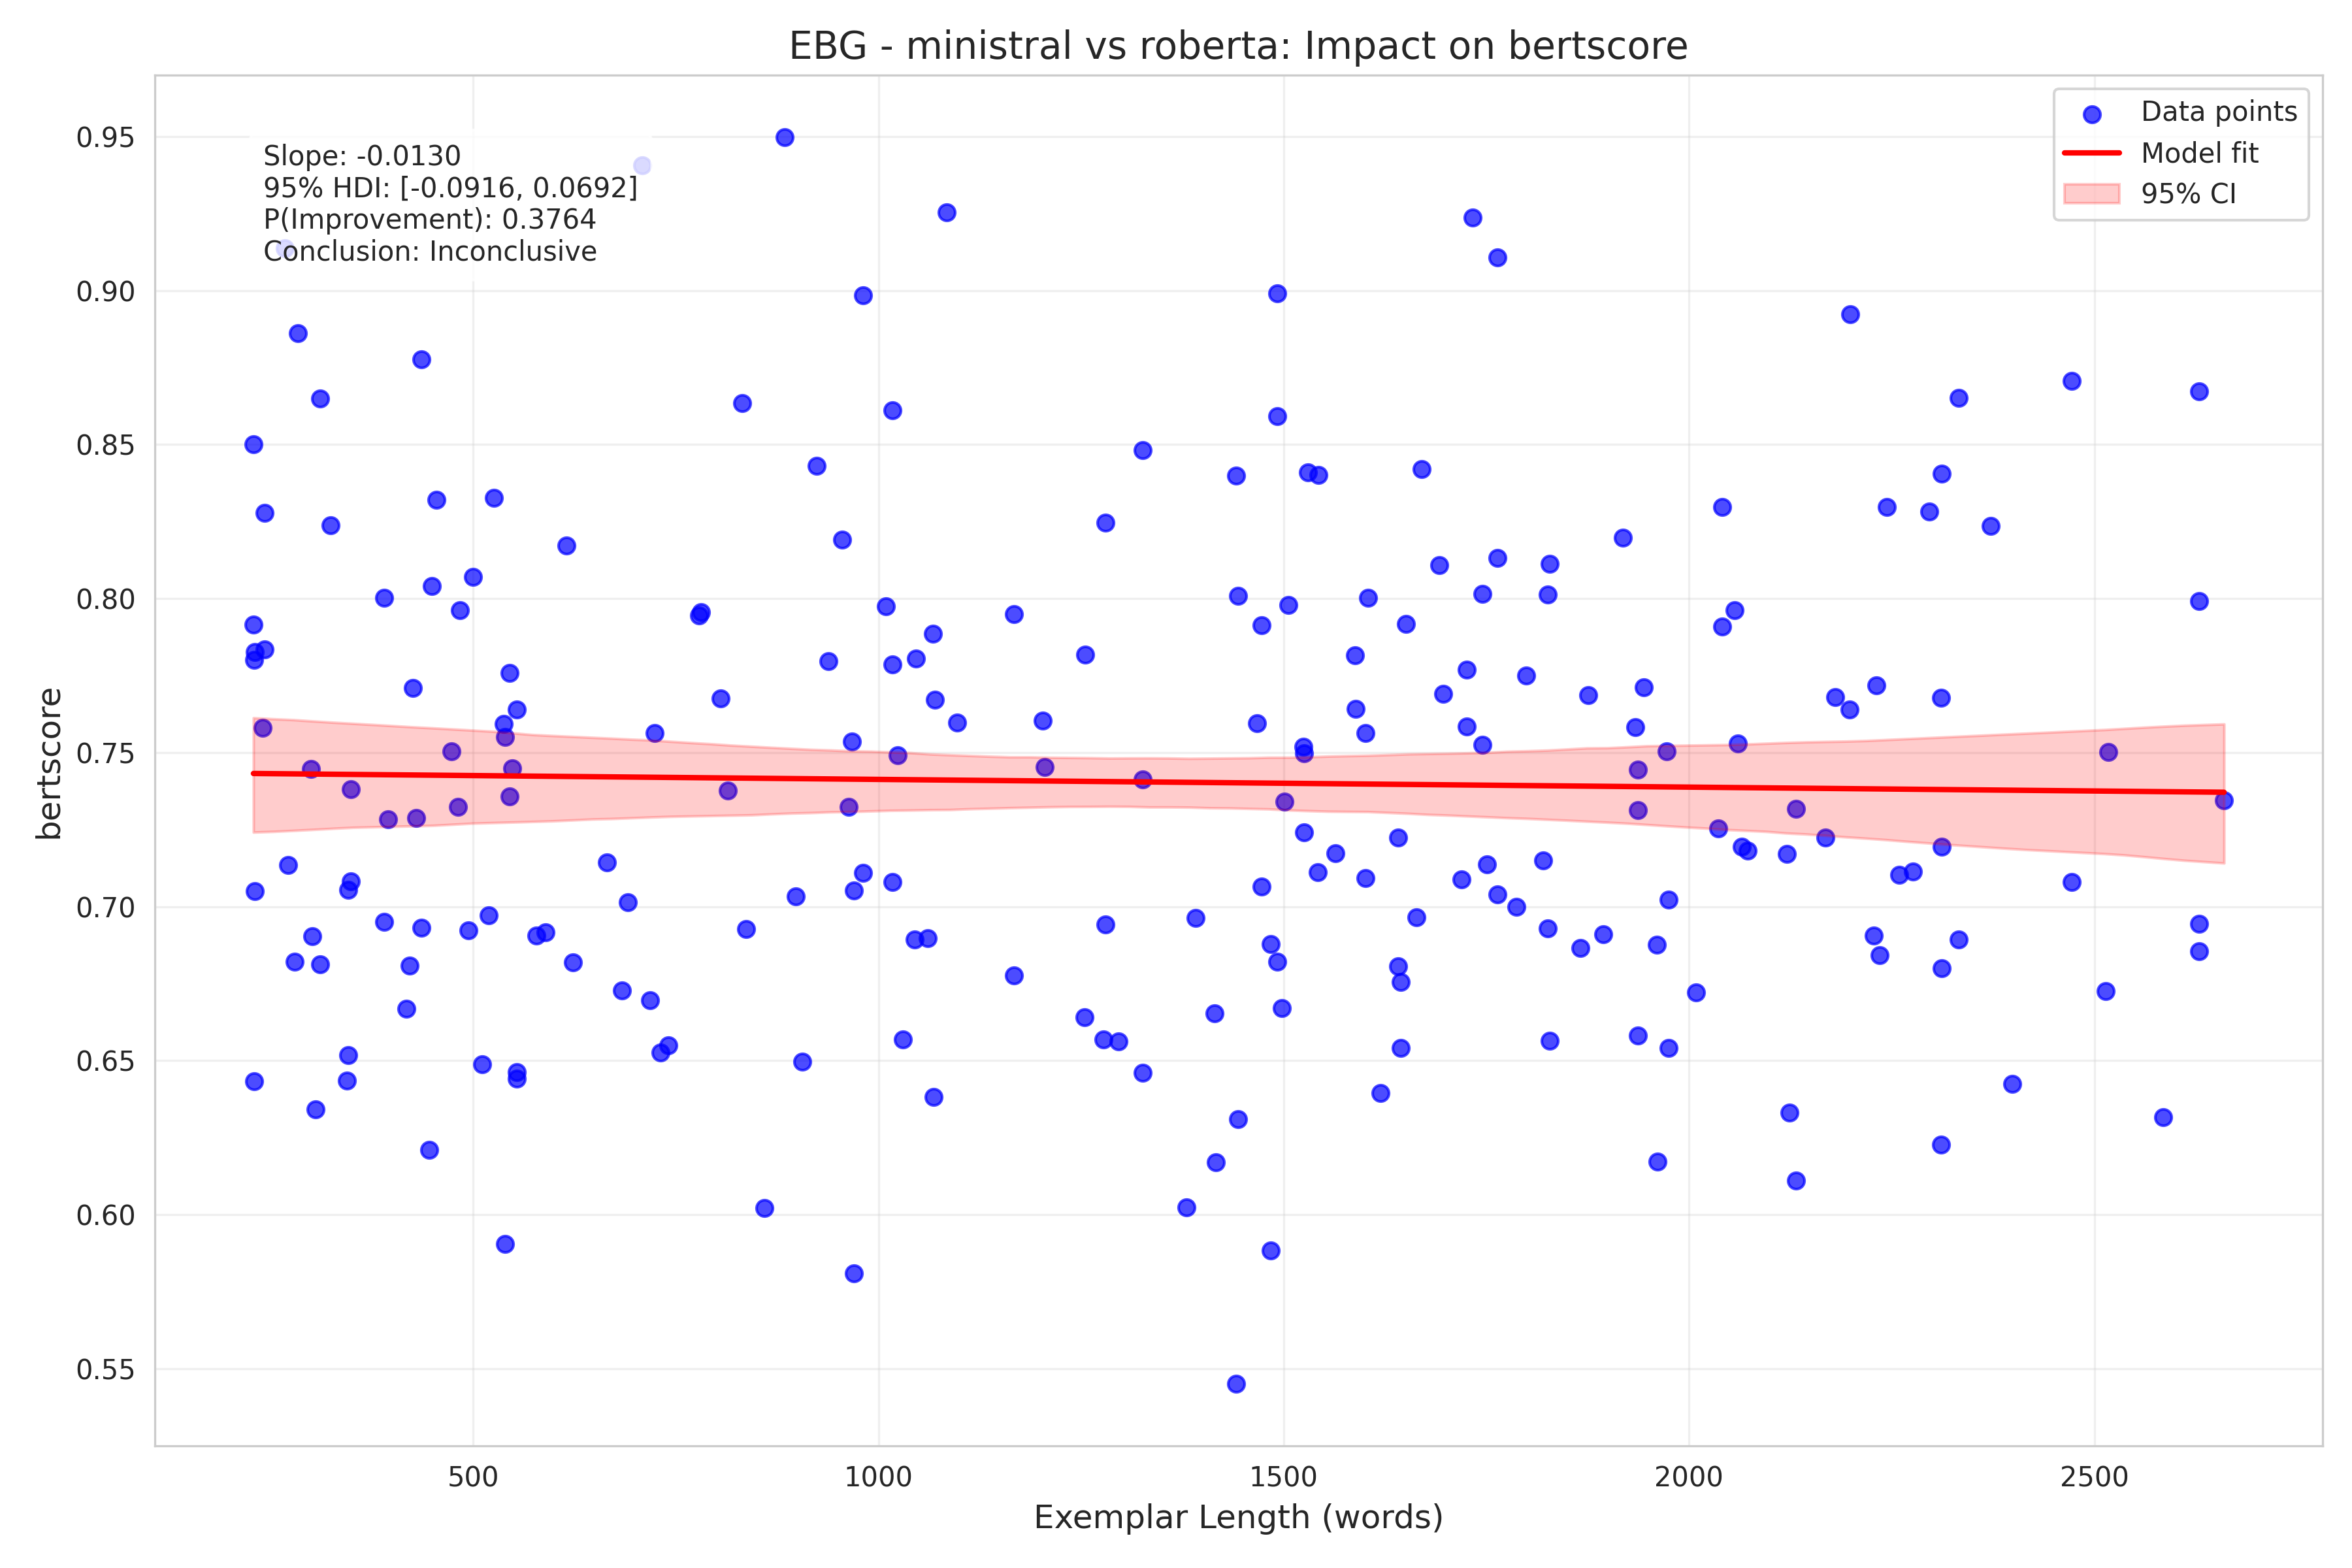 EBG - ministral vs roberta: Impact on bertscore
Slope: -0.0130
95% HDI: [-0.0916, 0.0692]
P(Improvement): 0.3764
Conclusion: Inconclusive
Data points
Model fit
95% CI
bertscore
0.95
0.90
0.85
0.80
0.75
0.70
0.65
0.60
0.55
500
1000
1500
2000
2500
Exemplar Length (words)